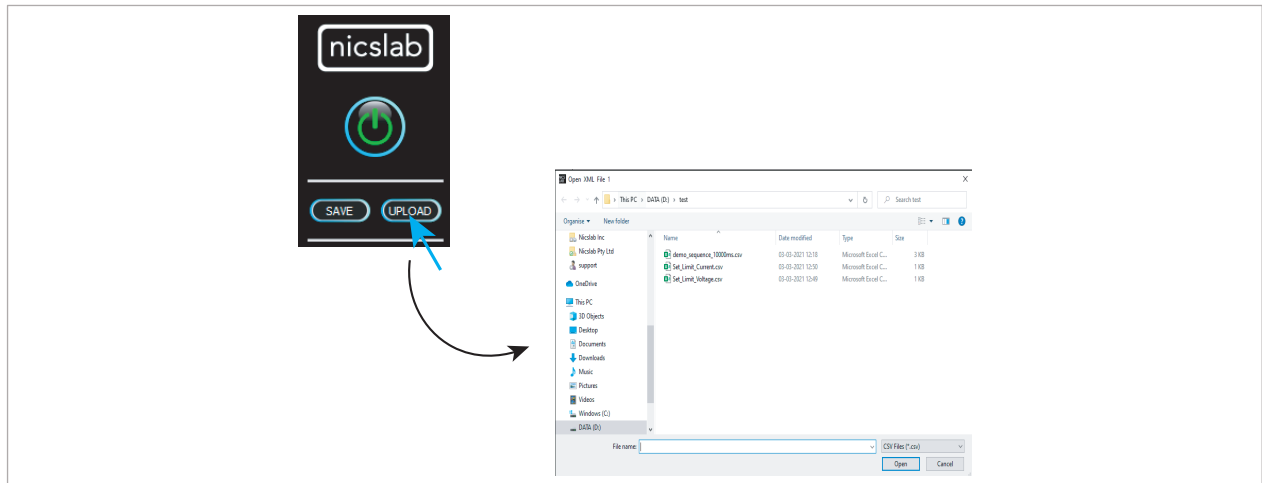 nicslab
SAVE
UPLOAD
Open XML File 1
This PC > DATA (D:) > test
Search test
Organise
New folder
Name Date modified Type Size
Nicslab Inc
Nicslab Pty Ltd
support
OneDrive
This PC
3D Objects
Desktop
Documents
Downloads
Music
Pictures
Videos
Windows (C:)
DATA (D:)
demo_sequence_10000ms.csv 03-03-2021 12:18 Microsoft Excel C... 3 KB
Set_Limit_Current.csv 03-03-2021 12:50 Microsoft Excel C... 1 KB
Set_Limit_Voltage.csv 03-03-2021 12:49 Microsoft Excel C... 1 KB
File name:
CSV Files (*.csv)
Open
Cancel